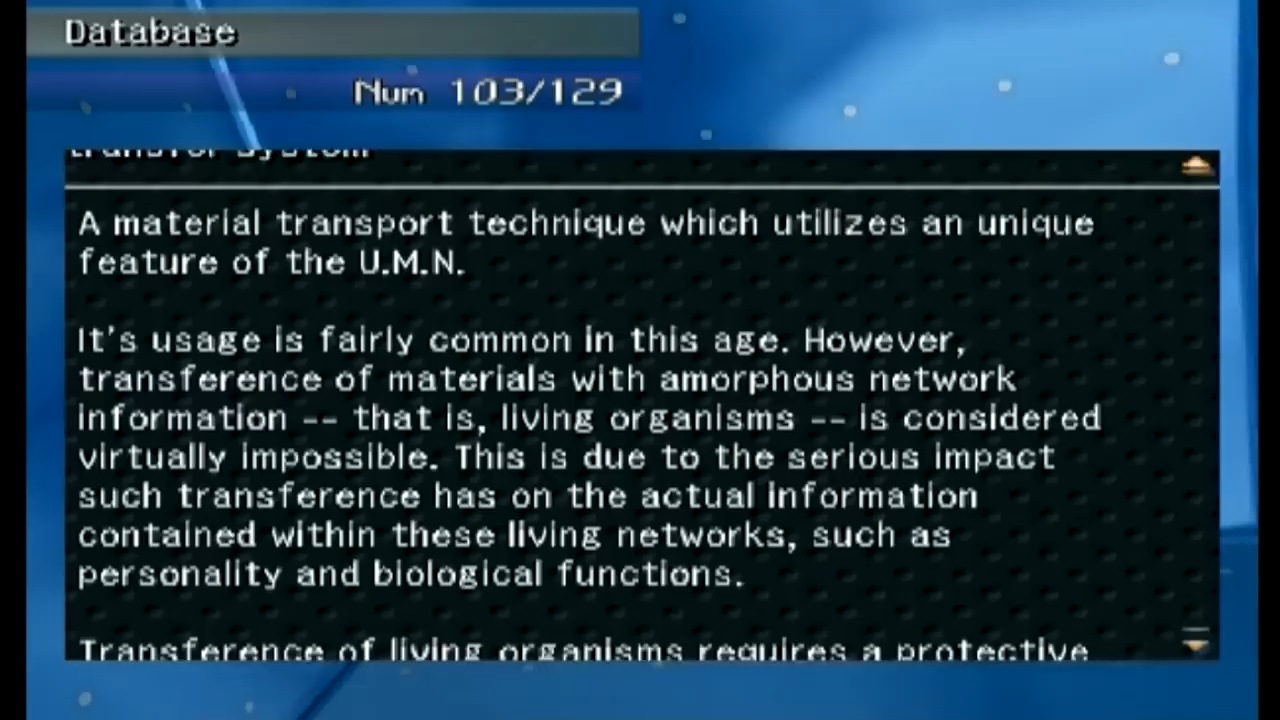 Database
Num 103/129
transfer system
A material transport technique which utilizes an unique
feature of the U.M.N.
It's usage is fairly common in this age. However,
transference of materials with amorphous network
information -- that is, living organisms -- is considered
virtually impossible. This is due to the serious impact
such transference has on the actual information
contained within these living networks, such as
personality and biological functions.
Transference of living organisms requires a protective